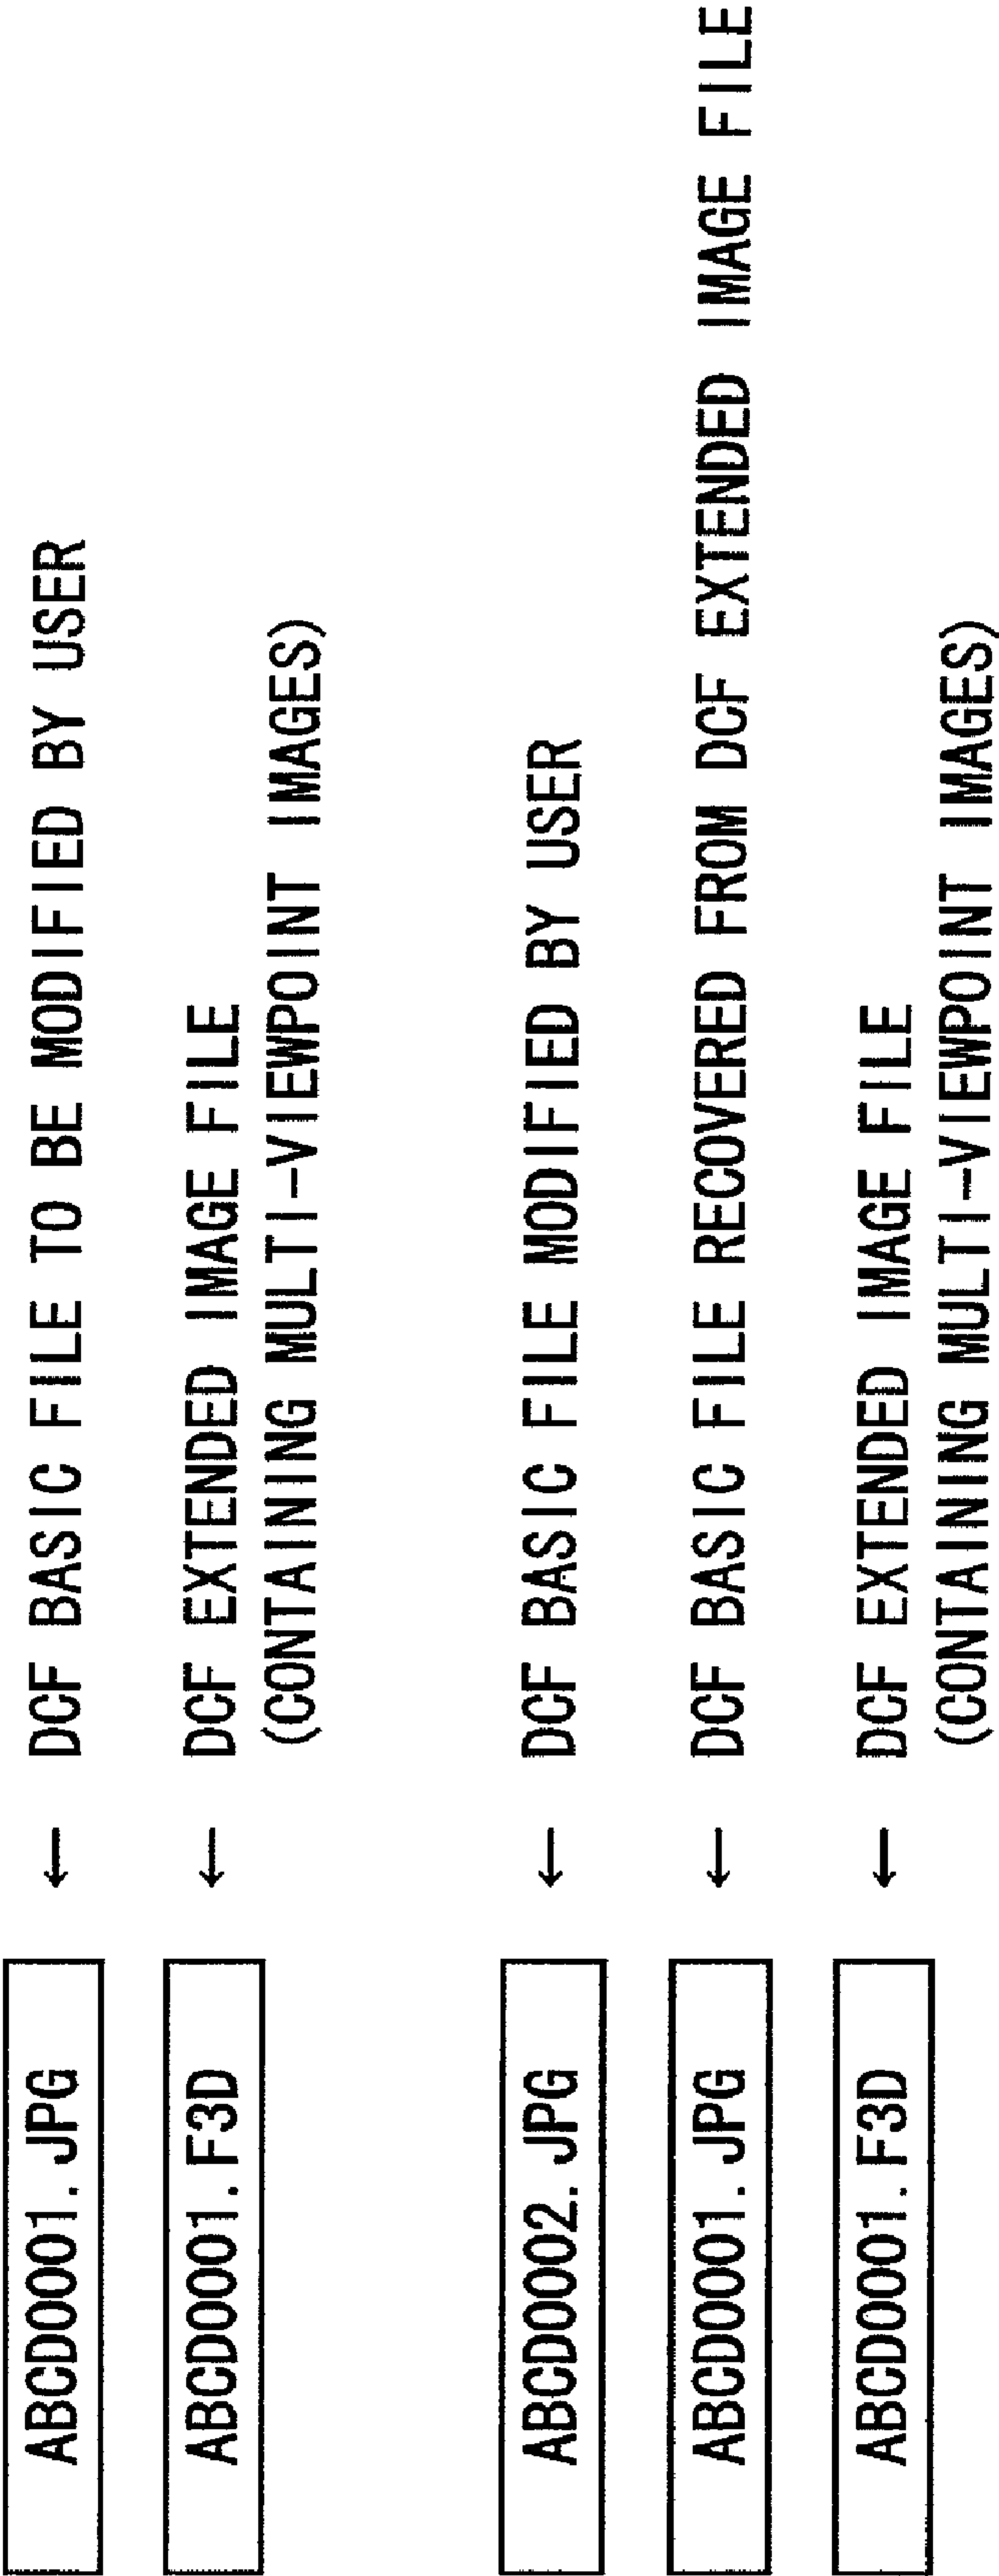 ABCD0001.JPG ← DCF BASIC FILE TO BE MODIFIED BY USER
ABCD0001.F3D ← DCF EXTENDED IMAGE FILE
(CONTAINING MULTI-VIEWPOINT IMAGES)
ABCD0002.JPG ← DCF BASIC FILE MODIFIED BY USER
ABCD0001.JPG ← DCF BASIC FILE RECOVERED FROM DCF EXTENDED IMAGE FILE
ABCD0001.F3D ← DCF EXTENDED IMAGE FILE
(CONTAINING MULTI-VIEWPOINT IMAGES)